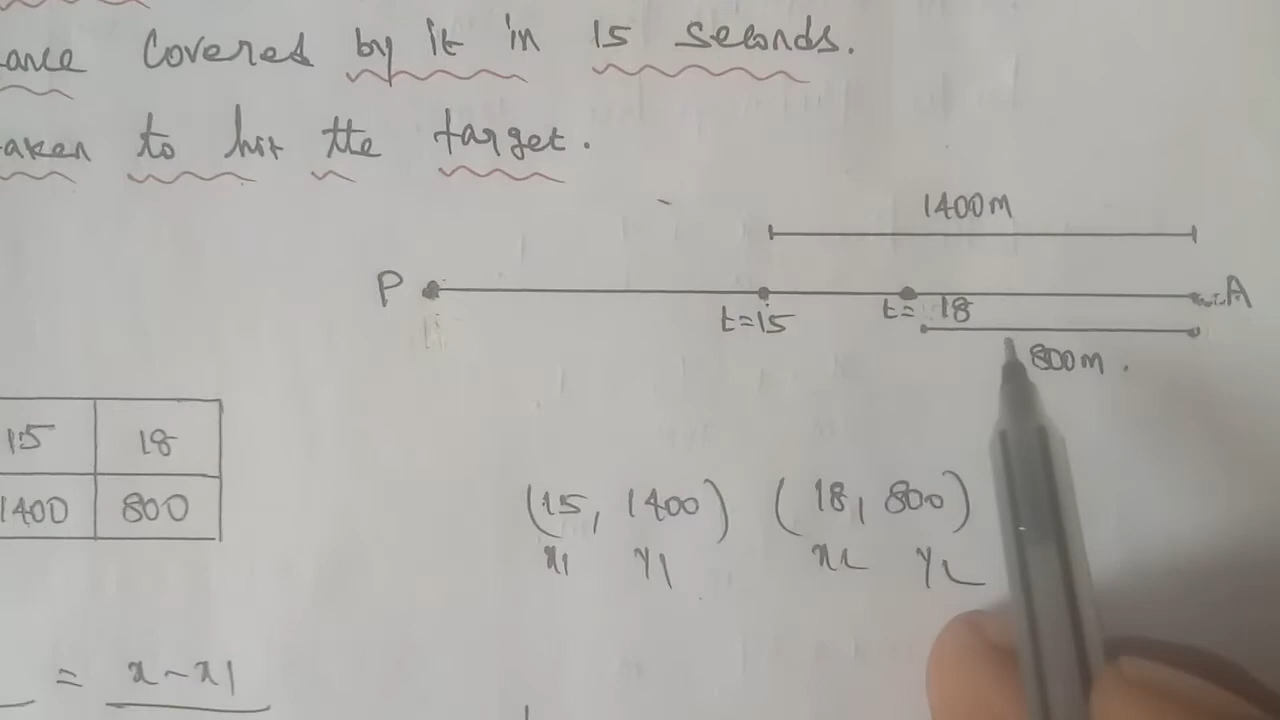 ance covered by it in 15 seconds.
aken to hit the target.
1400m
P A
t=15 t= 18
800m.
15 18
1400 800
(15, 1400) (18, 800)
x1 y1 x2 y2
= x-x1